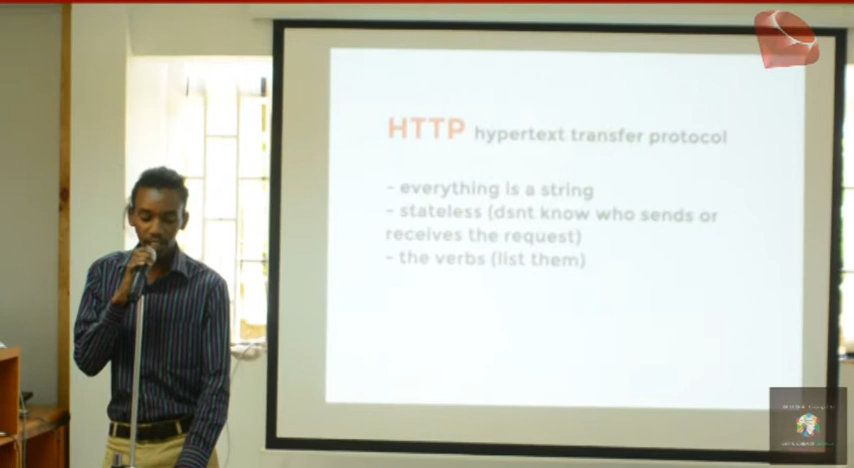 HTTP hypertext transfer protocol
- everything is a string
- stateless (dsnt know who sends or
receives the request)
- the verbs (list them)